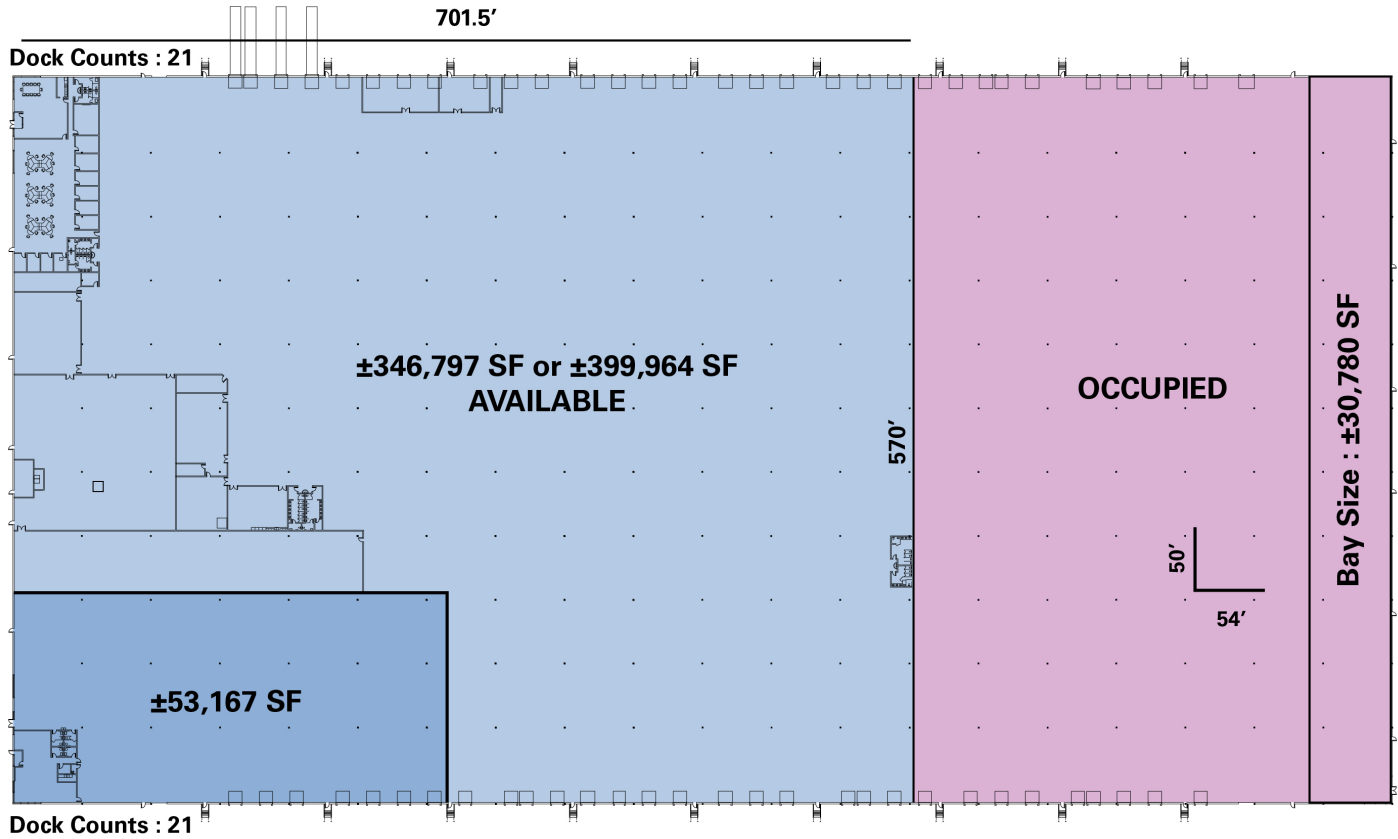 701.5′
Dock Counts : 21
±346,797 SF or ±399,964 SF
AVAILABLE
OCCUPIED
570′
Bay Size : ±30,780 SF
50′
54′
±53,167 SF
Dock Counts : 21